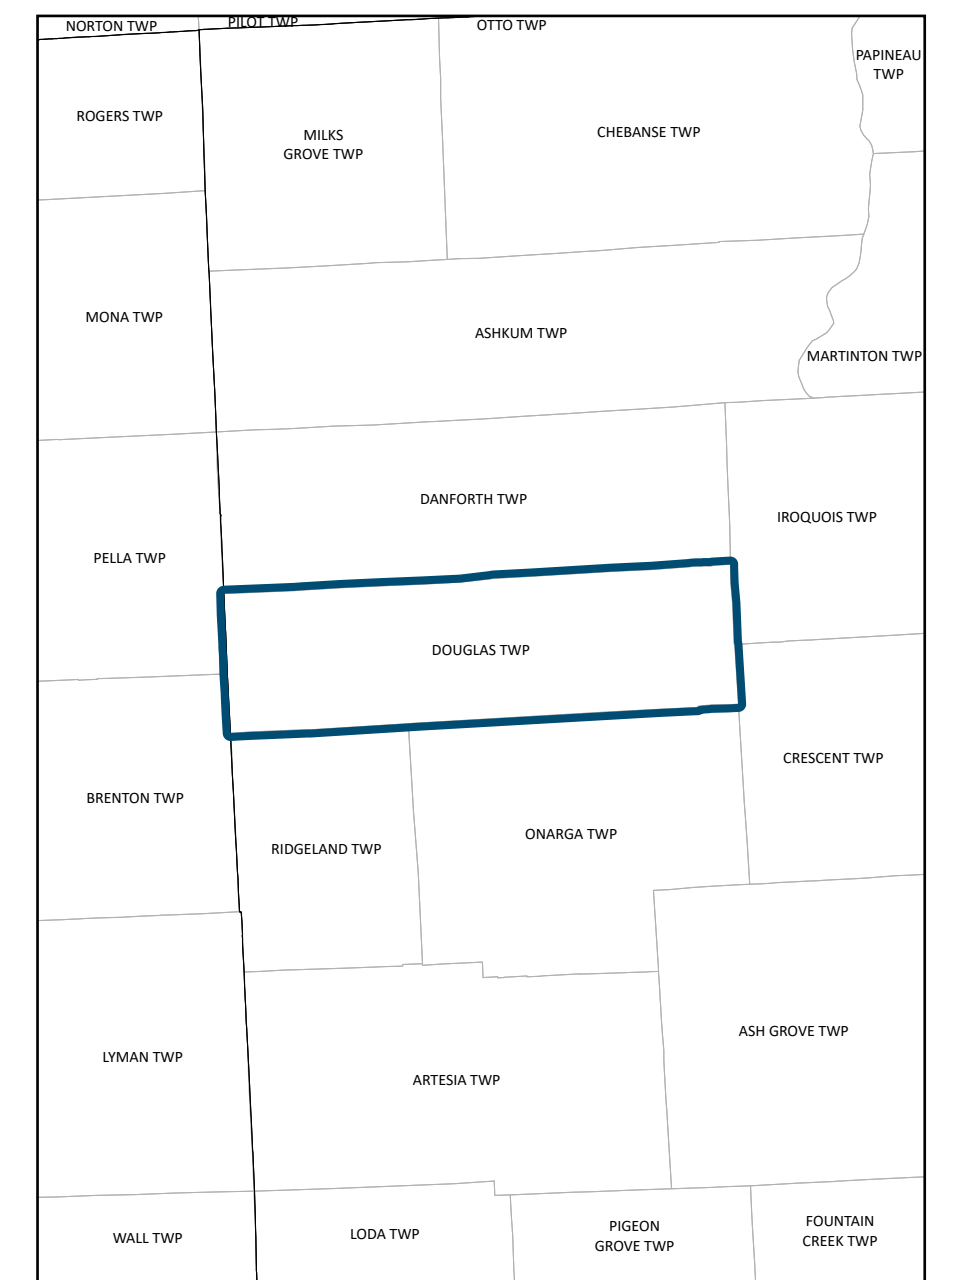 NORTON TWP
PILOT TWP
OTTO TWP
PAPINEAU
TWP
ROGERS TWP
MILKS
GROVE TWP
CHEBANSE TWP
MONA TWP
ASHKUM TWP
MARTINTON TWP
DANFORTH TWP
IROQUOIS TWP
PELLA TWP
DOUGLAS TWP
CRESCENT TWP
BRENTON TWP
ONARGA TWP
RIDGELAND TWP
ASH GROVE TWP
LYMAN TWP
ARTESIA TWP
WALL TWP
LODA TWP
PIGEON
GROVE TWP
FOUNTAIN
CREEK TWP